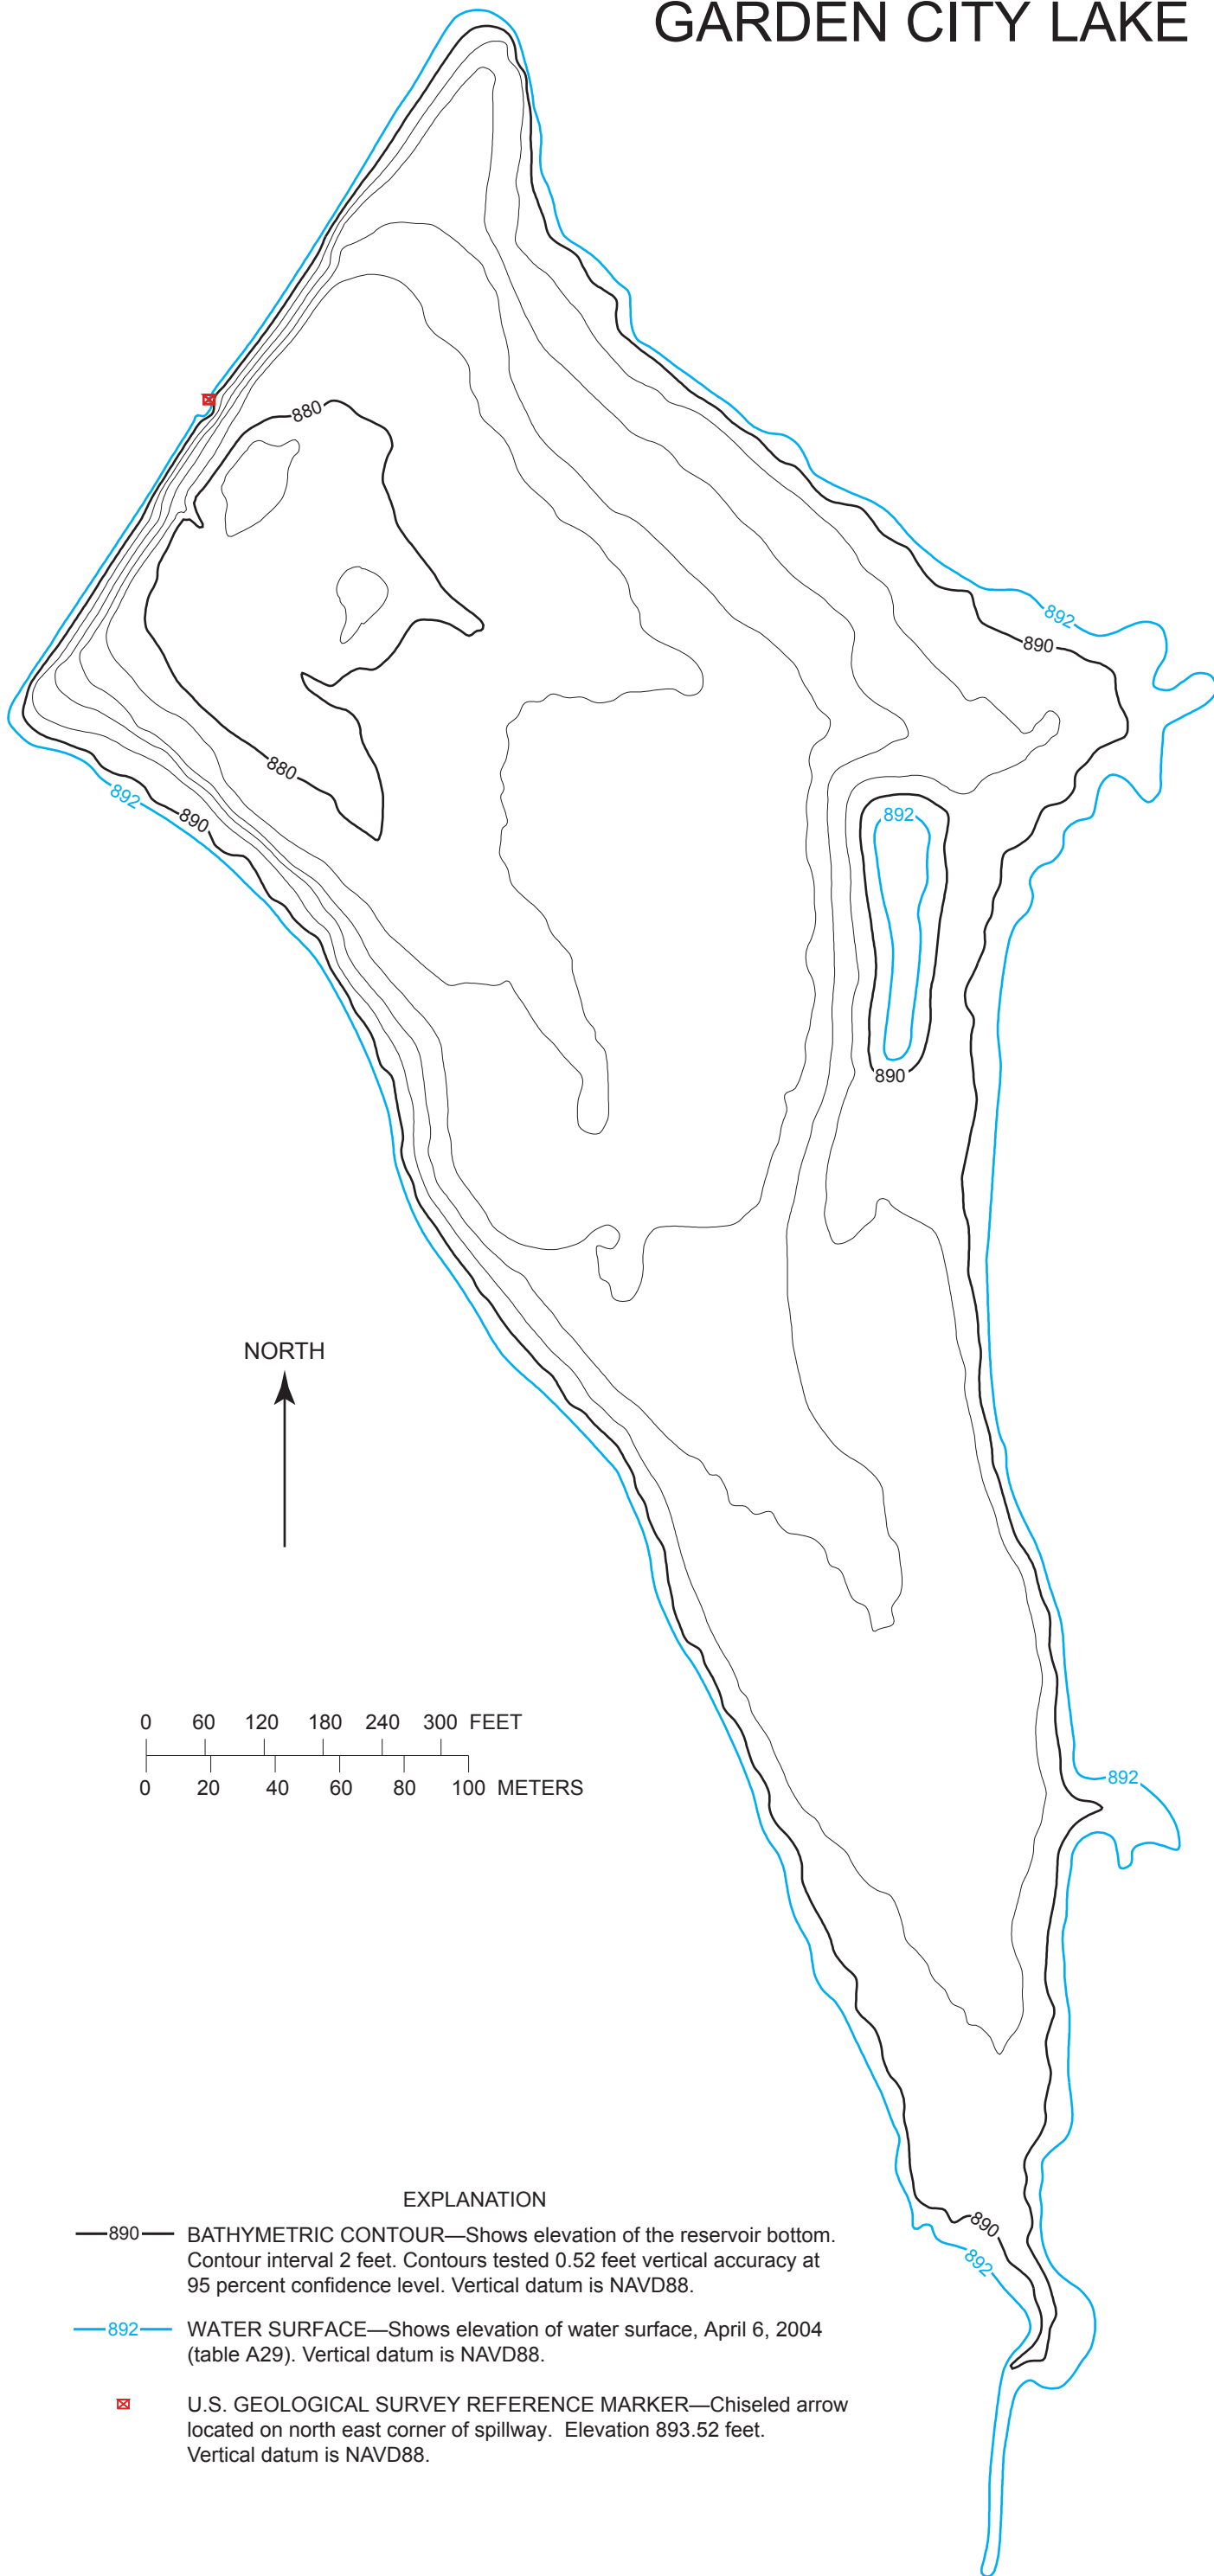 GARDEN CITY LAKE
880
892
890
880
892
890
892
890
NORTH
0 60 120 180 240 300 FEET
0 20 40 60 80 100 METERS
892
890
892
EXPLANATION
890 BATHYMETRIC CONTOUR—Shows elevation of the reservoir bottom.
Contour interval 2 feet. Contours tested 0.52 feet vertical accuracy at
95 percent confidence level. Vertical datum is NAVD88.
892 WATER SURFACE—Shows elevation of water surface, April 6, 2004
(table A29). Vertical datum is NAVD88.
U.S. GEOLOGICAL SURVEY REFERENCE MARKER—Chiseled arrow
located on north east corner of spillway. Elevation 893.52 feet.
Vertical datum is NAVD88.